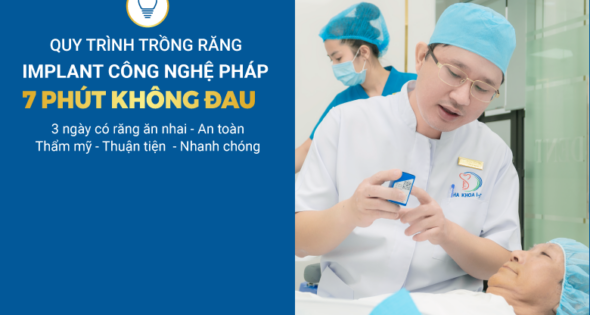 QUY TRÌNH TRỒNG RĂNG
IMPLANT CÔNG NGHỆ PHÁP
7 PHÚT KHÔNG ĐAU
3 ngày có răng ăn nhai - An toàn
Thẩm mỹ - Thuận tiện - Nhanh chóng
KHOA